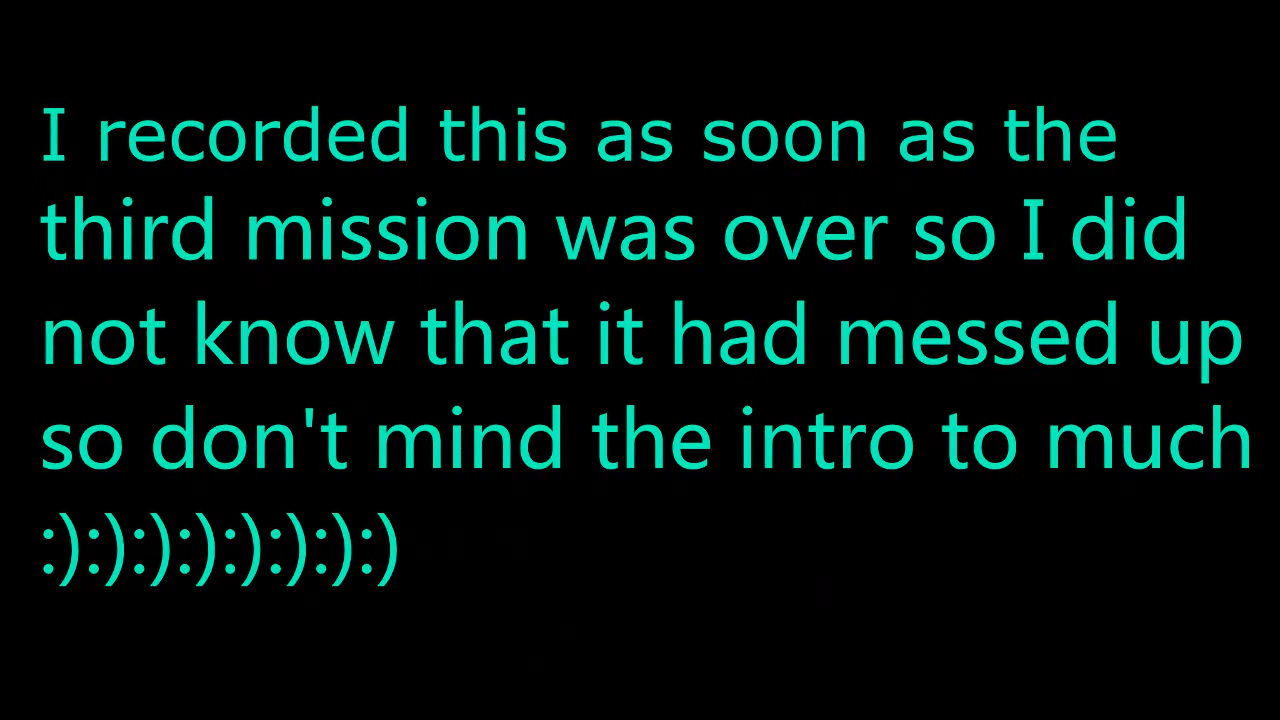 I recorded this as soon as the
third mission was over so I did
not know that it had messed up
so don't mind the intro to much
:):):):):):):):)